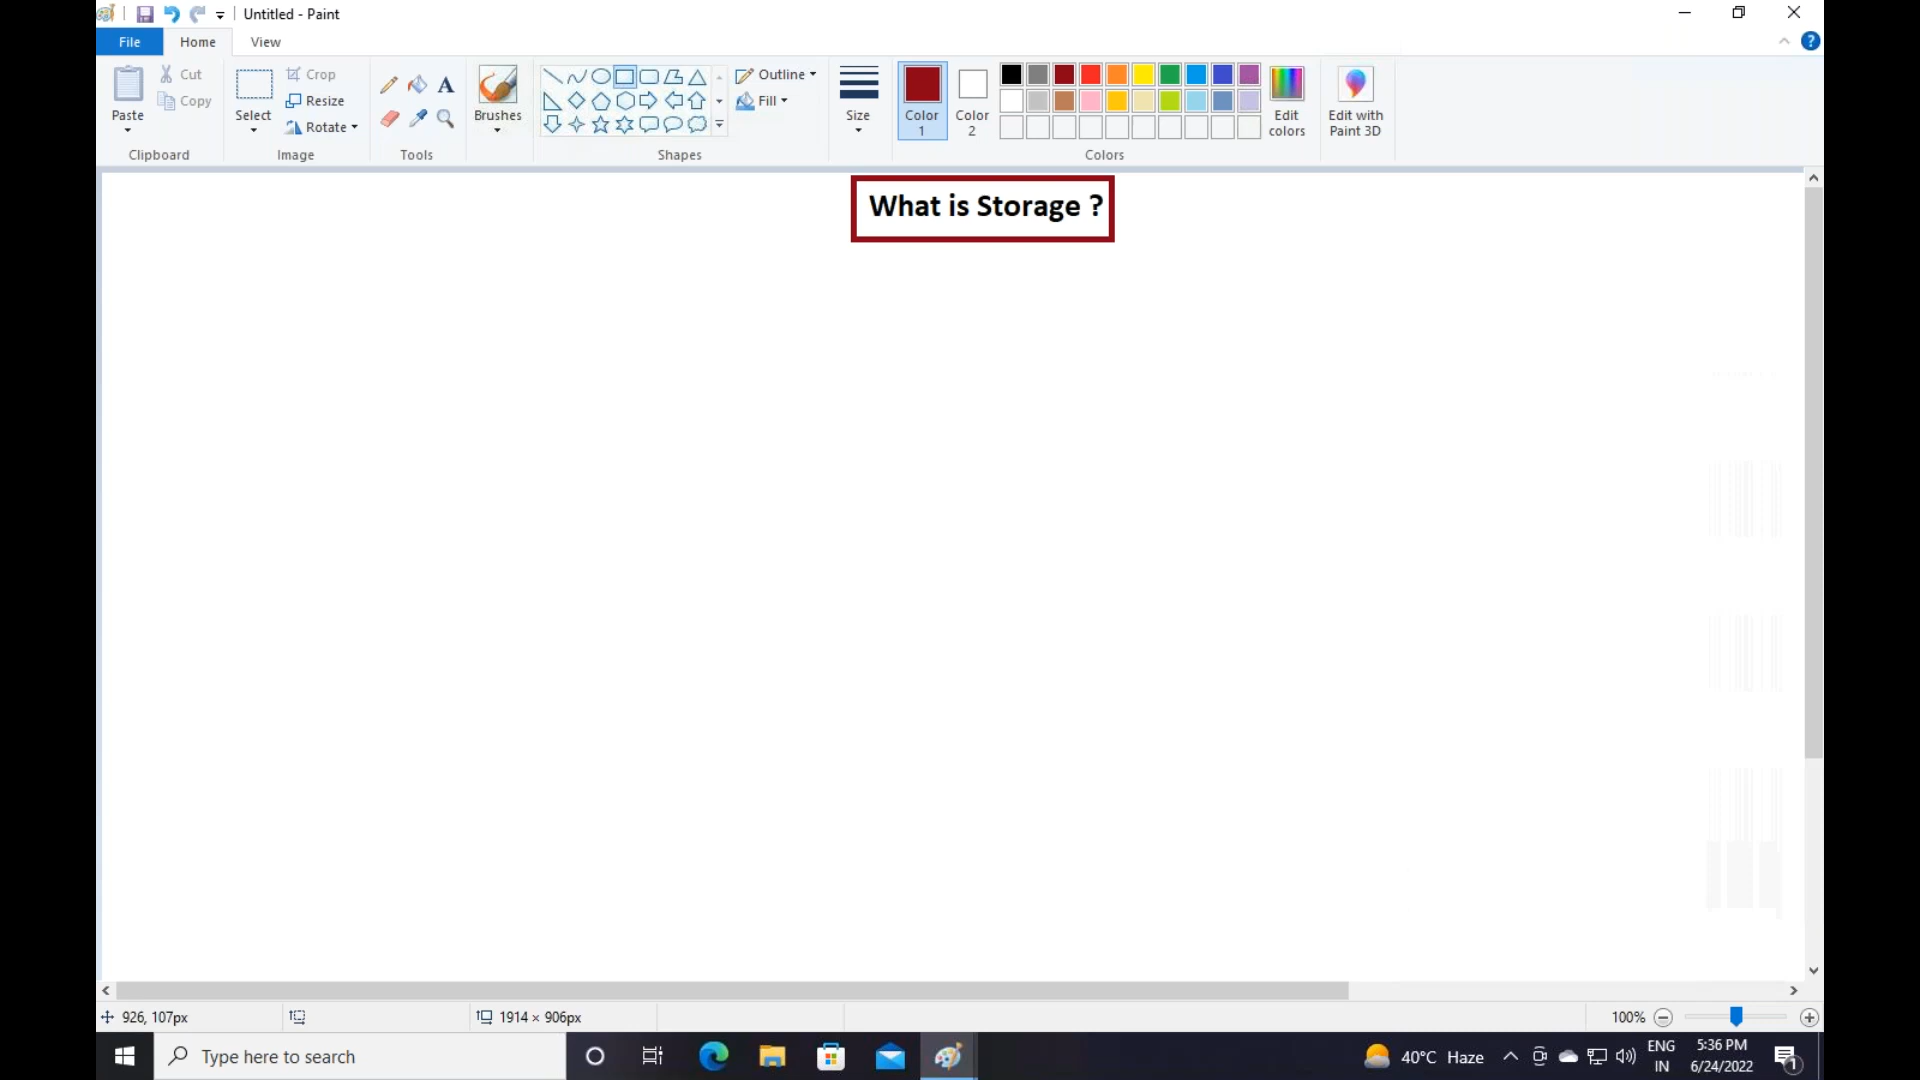 Untitled - Paint
File Home View
Paste Cut Copy Clipboard
Select Crop Resize Rotate Image
Tools
Brushes
Shapes
Outline Fill
Size
Color 1
Color 2
Colors
Edit colors
Edit with Paint 3D
What is Storage ?
926, 107px
1914 × 906px
100%
Type here to search
40°C Haze
ENG
IN
5:36 PM
6/24/2022
1